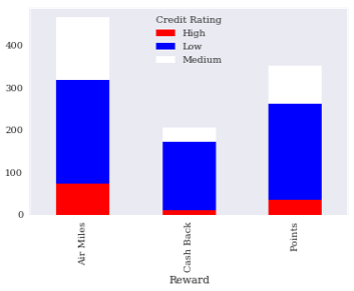 Credit Rating
High
Low
Medium
400
300
200
100
0
Air Miles
Cash Back
Points
Reward